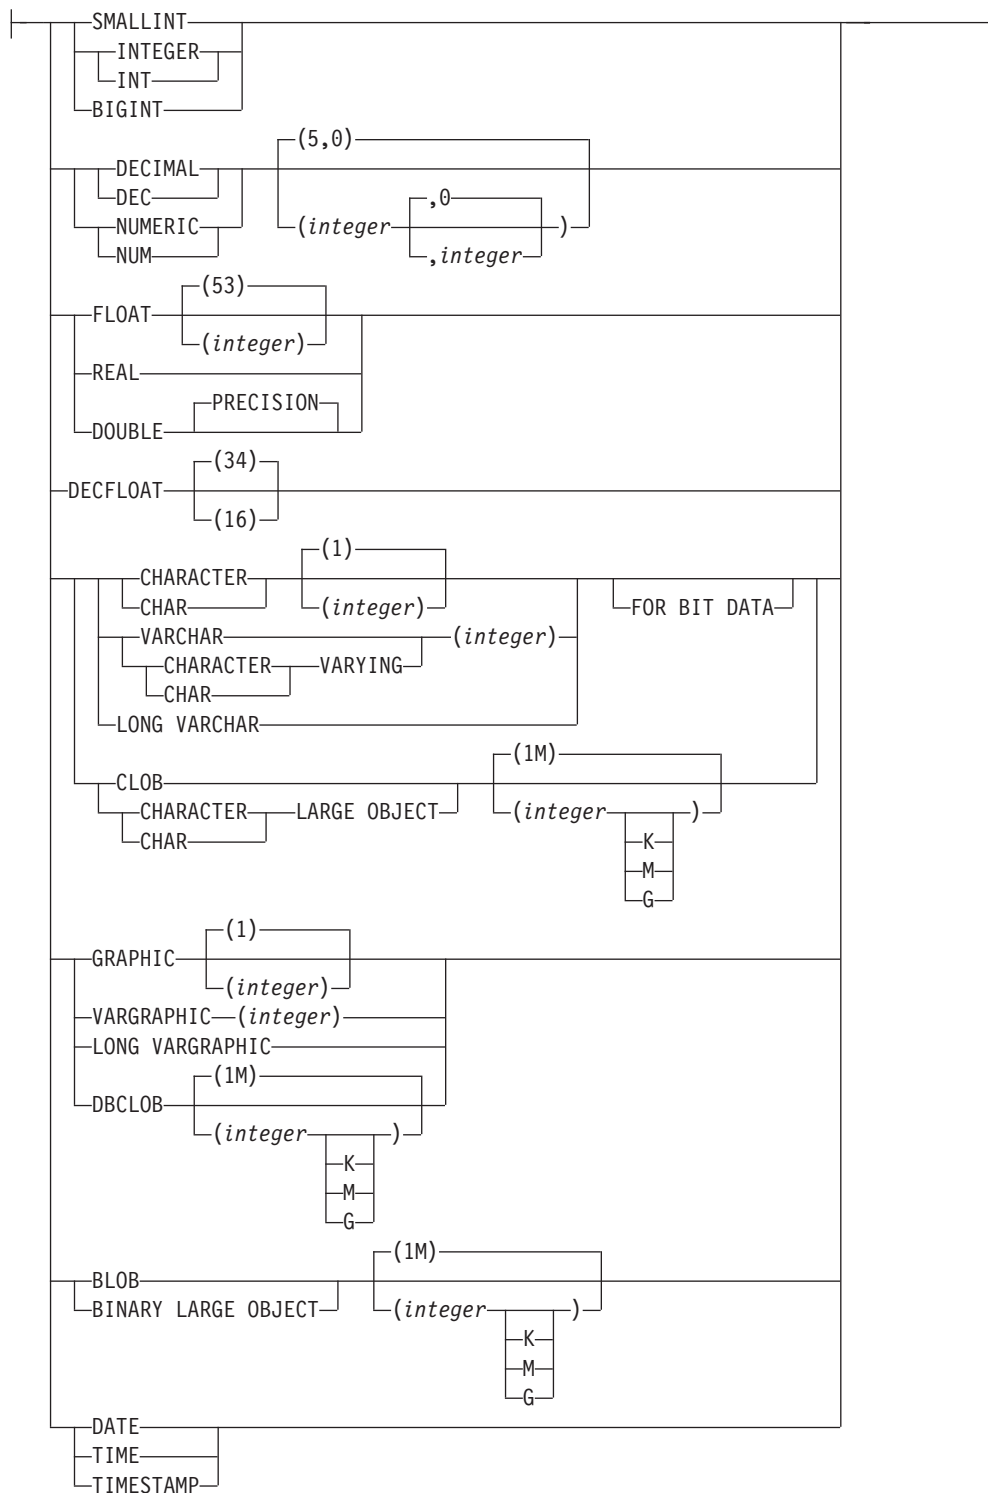 SMALLINT
INTEGER
INT
BIGINT
(5,0)
DECIMAL
,0
DEC
NUMERIC (integer )
NUM ,integer
(53)
FLOAT
(integer)
REAL
PRECISION
DOUBLE
(34)
DECFLOAT
(16)
(1)
CHARACTER
CHAR (integer) FOR BIT DATA
VARCHAR (integer)
CHARACTER VARYING
CHAR
LONG VARCHAR
(1M)
CLOB
CHARACTER LARGE OBJECT (integer )
CHAR K
M
G
(1)
GRAPHIC
(integer)
VARGRAPHIC (integer)
LONG VARGRAPHIC
(1M)
DBCLOB
(integer )
K
M
G
(1M)
BLOB
BINARY LARGE OBJECT (integer )
K
M
G
DATE
TIME
TIMESTAMP